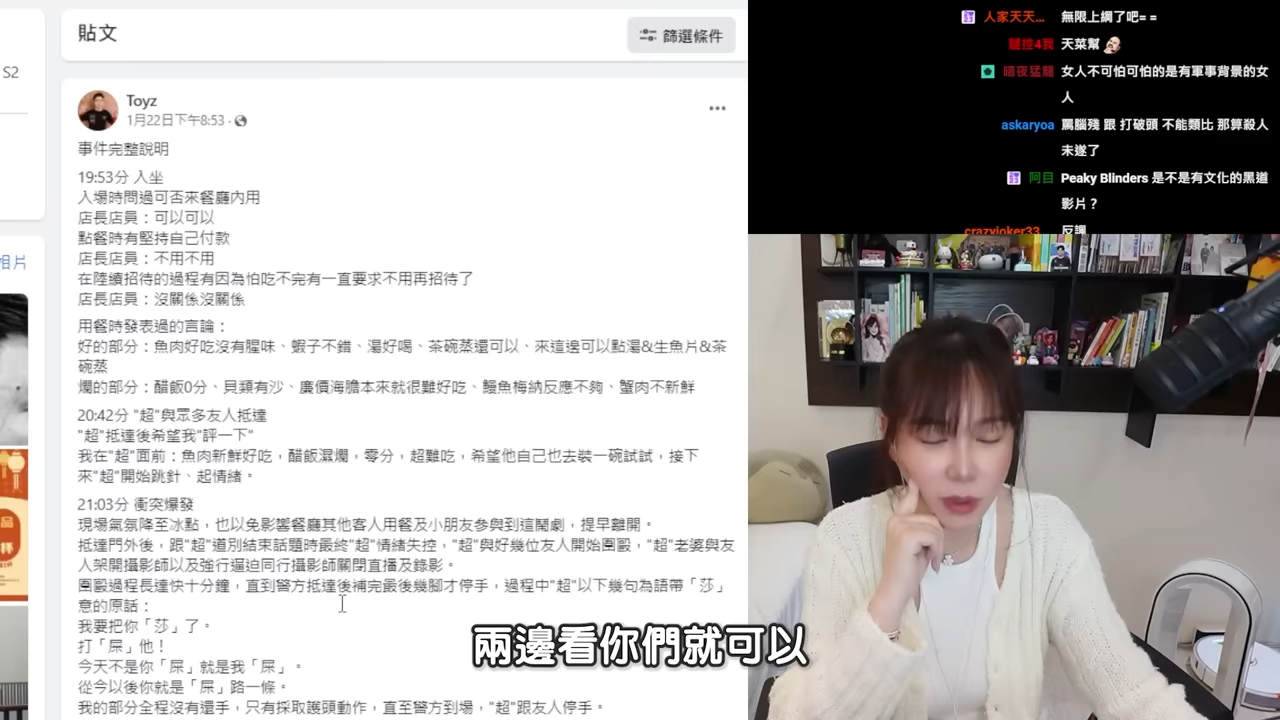 貼文
篩選條件
S2
相片
Toyz
1月22日下午8:53 ·
事件完整說明
19:53分 入坐
入場時問過可否來餐廳內用
店長店員：可以可以
點餐時有堅持自己付款
店長店員：不用不用
在陸續招待的過程有因為怕吃不完有一直要求不用再招待了
店長店員：沒關係沒關係
用餐時發表過的言論：
好的部分：魚肉好吃沒有腥味、蝦子不錯、湯好喝、茶碗蒸還可以、來這邊可以點湯&生魚片&茶
碗蒸
爛的部分：醋飯0分、貝類有沙、廉價海膽本來就很難好吃、鰻魚梅納反應不夠、蟹肉不新鮮
20:42分 "超"與眾多友人抵達
"超"抵達後希望我"評一下"
我在"超"面前：魚肉新鮮好吃，醋飯濕爛，零分，超難吃，希望他自己也去裝一碗試試，接下
來"超"開始跳針、起情緒。
21:03分 衝突爆發
現場氣氛降至冰點，也以免影響餐廳其他客人用餐及小朋友參與到這鬧劇，提早離開。
抵達門外後，跟"超"道別結束話題時最終"超"情緒失控，"超"與好幾位友人開始團毆，"超"老婆與友
人架開攝影師以及強行逼迫同行攝影師關閉直播及錄影。
團毆過程長達快十分鐘，直到警方抵達後補完最後幾腳才停手，過程中"超"以下幾句為語帶「莎」
意的原話：
我要把你「莎」了。
打「屎」他！
今天不是你「屎」就是我「屎」。
從今以後你就是「屎」路一條。
我的部分全程沒有還手，只有採取護頭動作，直至警方到場，"超"跟友人停手。
人家天天... 無限上綱了吧= =
天菜幫
暗夜猛龍 女人不可怕可怕的是有軍事背景的女
人
askaryoa 罵腦殘 跟 打破頭 不能類比 那算殺人
未遂了
阿目 Peaky Blinders 是不是有文化的黑道
影片？
crazyjoker33
兩邊看你們就可以